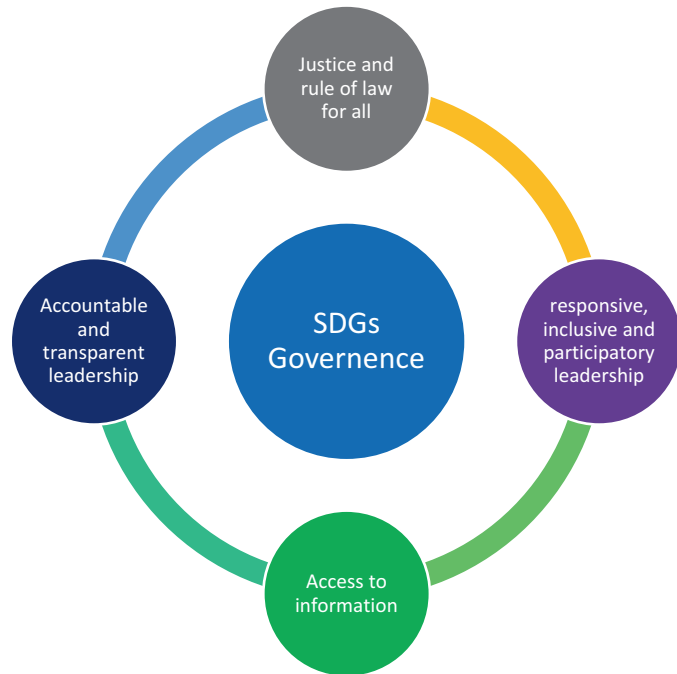 Justice and
rule of law
for all
Accountable
and
transparent
leadership
SDGs
Governence
responsive,
inclusive and
participatory
leadership
Access to
information